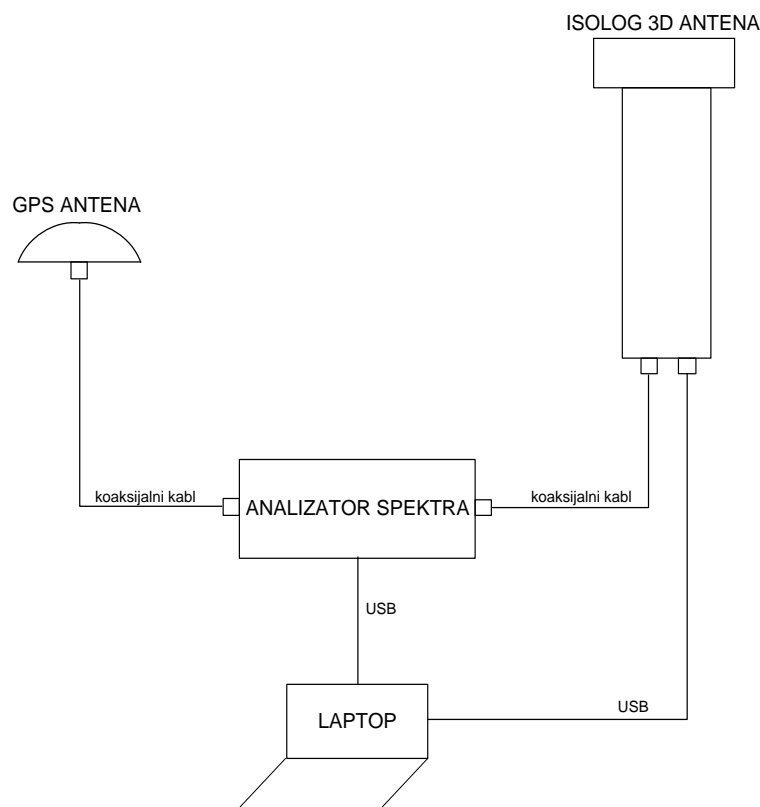 ISOLOG 3D ANTENA
GPS ANTENA
koaksijalni kabl
ANALIZATOR SPEKTRA
koaksijalni kabl
USB
LAPTOP
USB